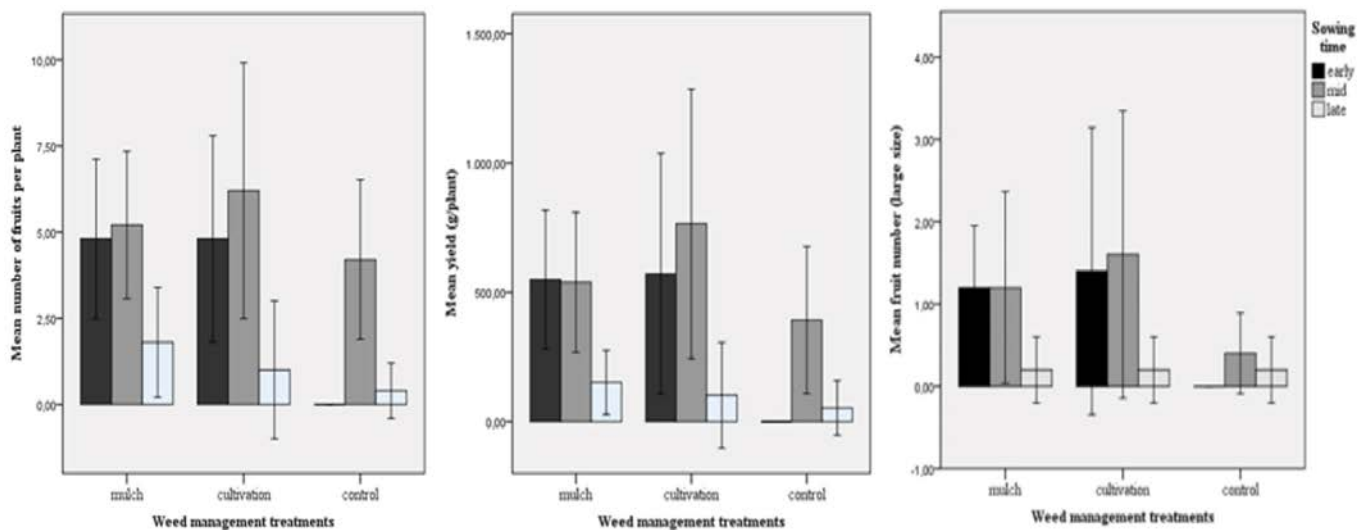 Mean number of fruits per plant
10,00
7,50
5,00
2,50
0,00
mulch
cultivation
control
Weed management treatments
Mean yield (g/plant)
1.500,00
1.000,00
500,00
0,00
mulch
cultivation
control
Weed management treatments
Mean fruit number (large size)
4,00
3,00
2,00
1,00
0,00
-1,00
mulch
cultivation
control
Weed management treatments
Sowing
time
early
mid
late